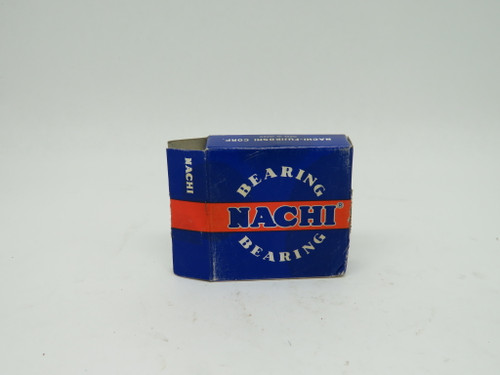 NACHI-FUJIKOSHI CORP.
NACHI
BEARING
NACHI®
BEARING